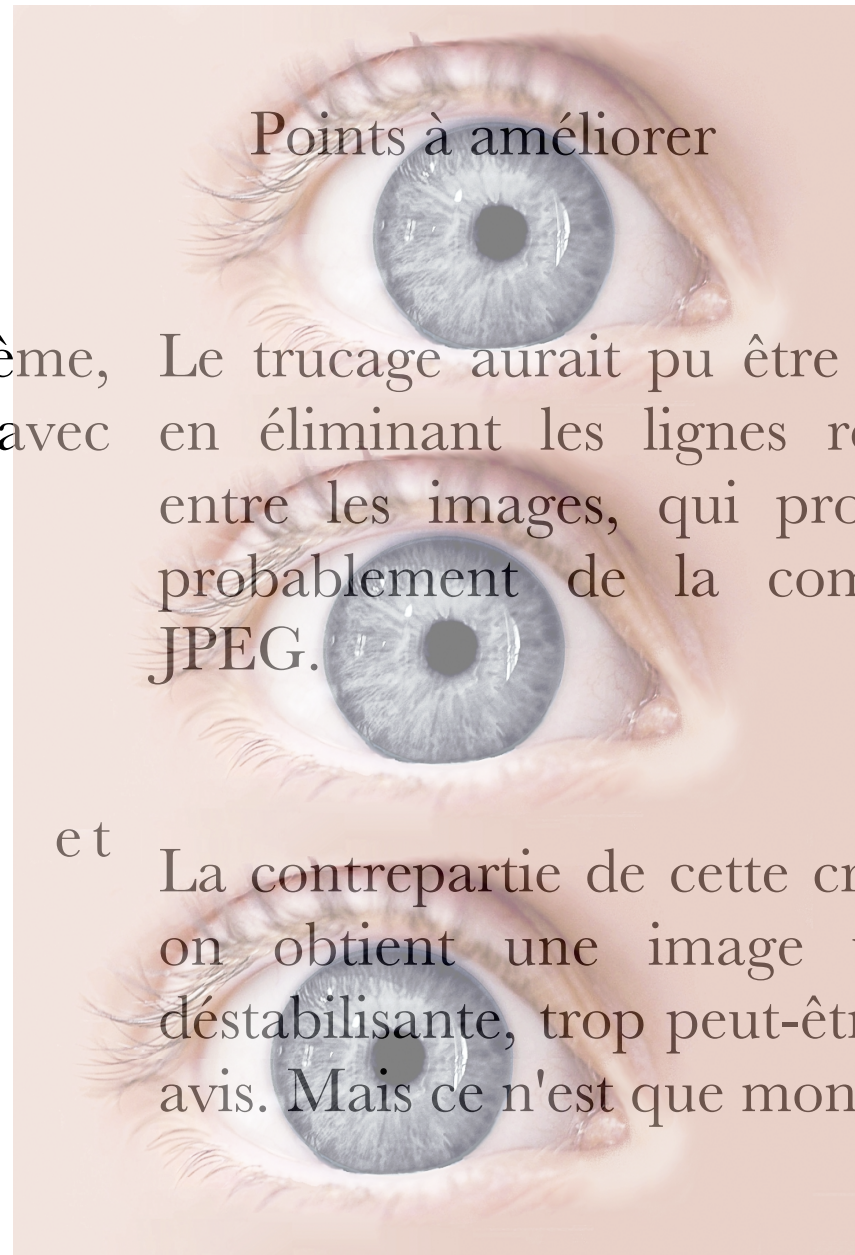 Points à améliorer
ème,
avec
et
Le trucage aurait pu être
en éliminant les lignes
entre les images, qui pro
probablement de la com
JPEG.
La contrepartie de cette cr
on obtient une image
déstabilisante, trop peut-êtr
avis. Mais ce n'est que mon